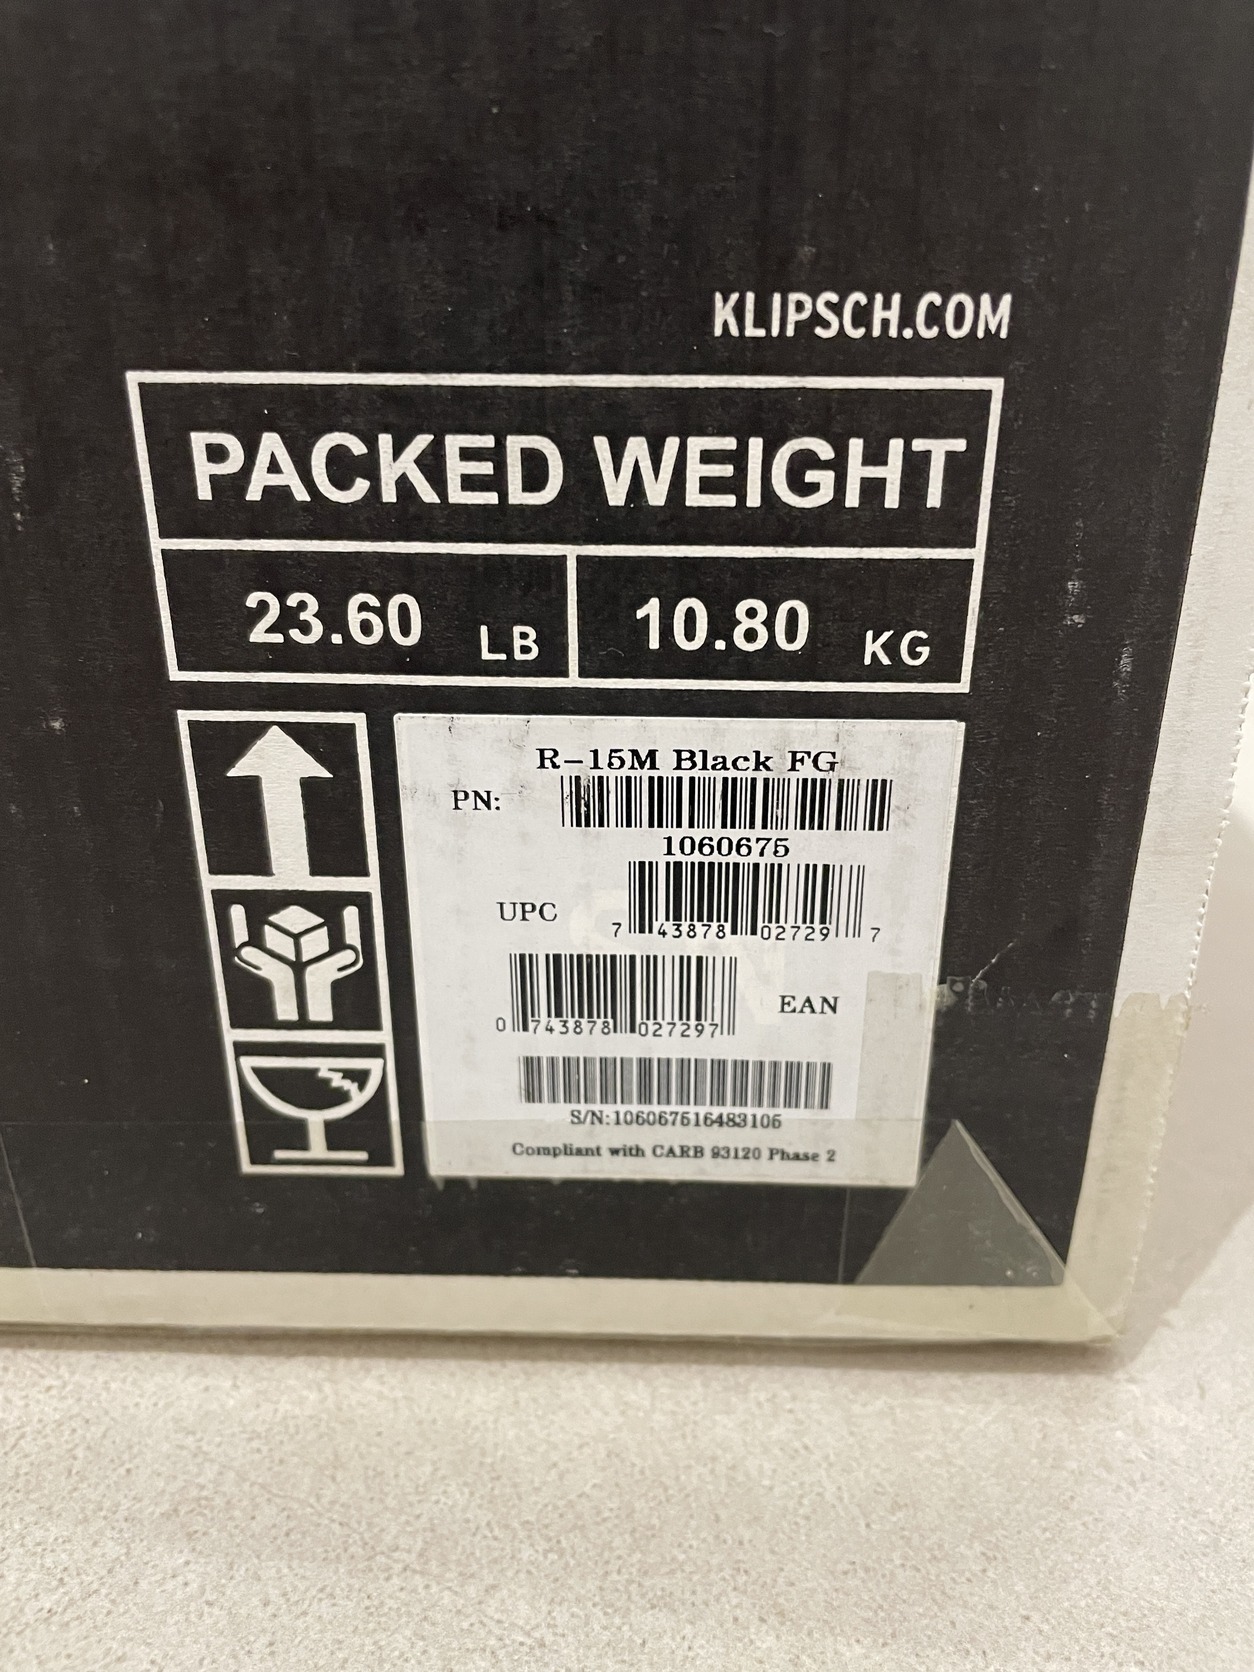 KLIPSCH.COM
PACKED WEIGHT
23.60 LB 10.80 KG
R-15M Black FG
PN:
1060675
UPC 7 43878 02729 7
0 743878 027297 EAN
S/N:106067516483105
Compliant with CARB 93120 Phase 2